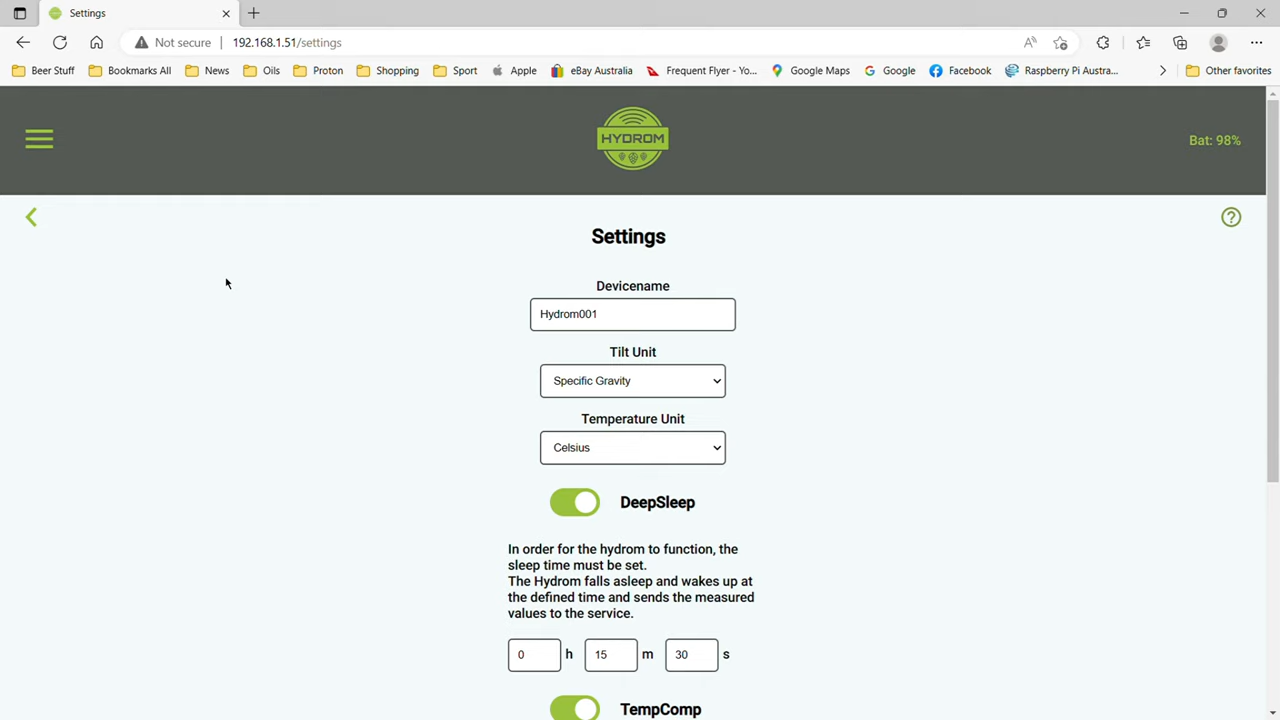 Settings
Not secure 192.168.1.51/settings
Beer Stuff Bookmarks All News Oils Proton Shopping Sport Apple eBay Australia Frequent Flyer - Yo... Google Maps Google Facebook Raspberry Pi Austra... Other favorites
HYDROM
Bat: 98%
Settings
Devicename
Hydrom001
Tilt Unit
Specific Gravity
Temperature Unit
Celsius
DeepSleep
In order for the hydrom to function, the
sleep time must be set.
The Hydrom falls asleep and wakes up at
the defined time and sends the measured
values to the service.
0 h 15 m 30 s
TempComp